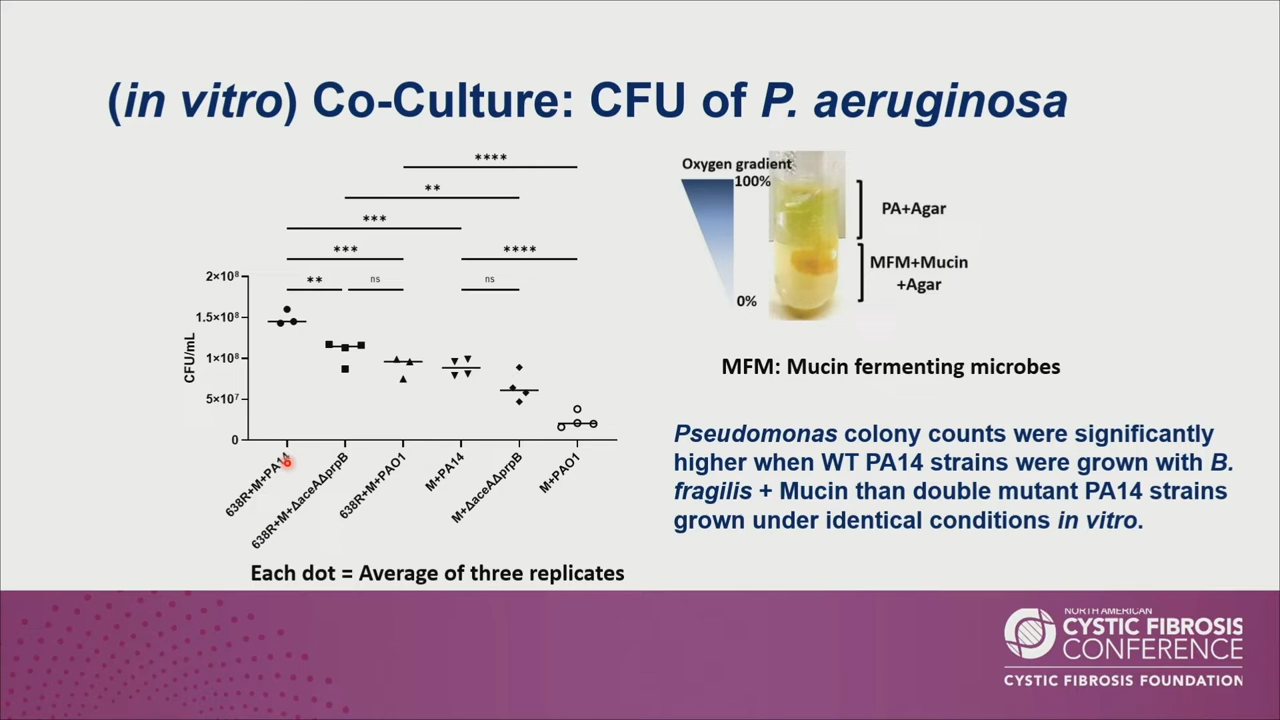 (in vitro) Co-Culture: CFU of P. aeruginosa
****
**
***
***
****
**
ns
ns
2×10⁸
1.5×10⁸
1×10⁸
5×10⁷
0
CFU/mL
638R+M+PA14
638R+M+ΔaceAΔprpB
638R+M+PAO1
M+PA14
M+ΔaceAΔprpB
M+PAO1
Each dot = Average of three replicates
Oxygen gradient
100%
0%
PA+Agar
MFM+Mucin
+Agar
MFM: Mucin fermenting microbes
Pseudomonas colony counts were significantly
higher when WT PA14 strains were grown with B.
fragilis + Mucin than double mutant PA14 strains
grown under identical conditions in vitro.
NORTH AMERICAN
CYSTIC FIBROSIS
CONFERENCE
CYSTIC FIBROSIS FOUNDATION